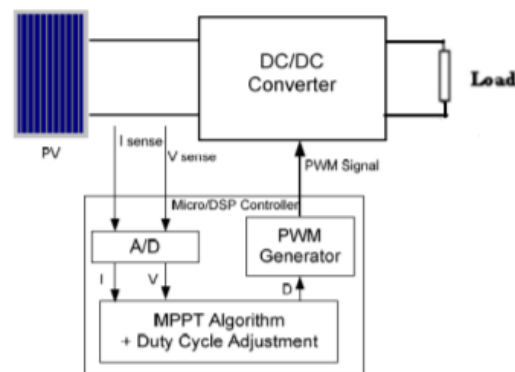 DC/DC
Converter
Load
PV
I sense
V sense
PWM Signal
Micro/DSP Controller
A/D
PWM
Generator
I
V
D
MPPT Algorithm
+ Duty Cycle Adjustment